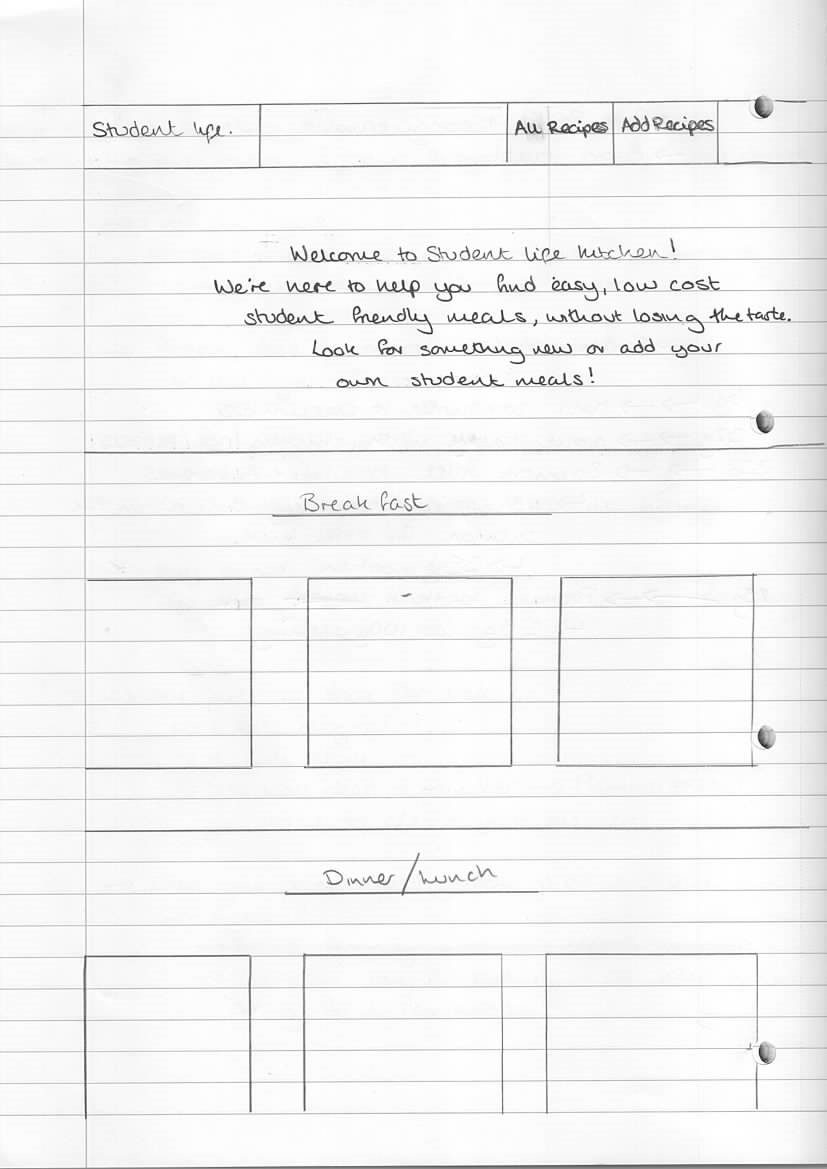 Student life.
All Recipes
Add Recipes
Welcome to Student life kitchen!
We're here to help you find easy, low cost
student friendly meals, without losing the taste.
Look for something new or add your
own student meals!
Breakfast
Dinner/Lunch